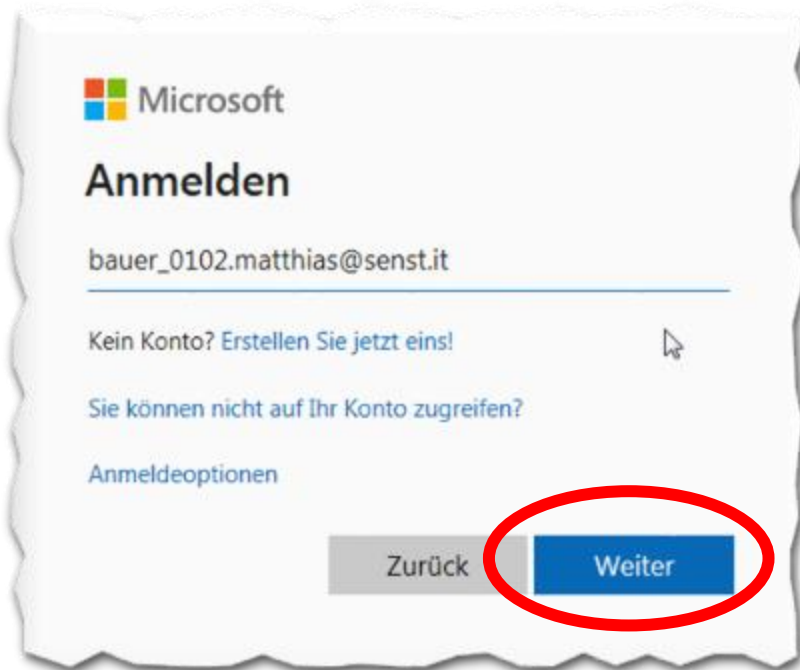 Microsoft
Anmelden
bauer_0102.matthias@senst.it
Kein Konto? Erstellen Sie jetzt eins!
Sie können nicht auf Ihr Konto zugreifen?
Anmeldeoptionen
Zurück Weiter